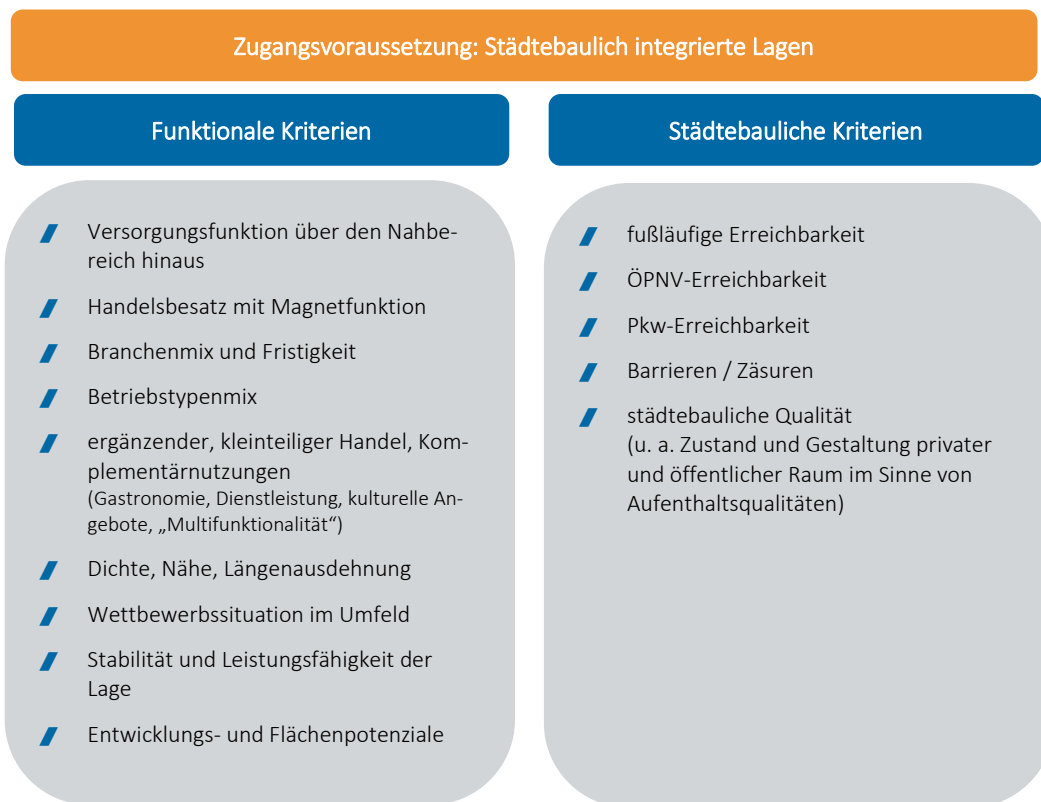 Zugangsvoraussetzung: Städtebaulich integrierte Lagen
Funktionale Kriterien
Versorgungsfunktion über den Nahbe-
reich hinaus
Handelsbesatz mit Magnetfunktion
Branchenmix und Fristigkeit
Betriebstypenmix
ergänzender, kleinteiliger Handel, Kom-
plementärnutzungen
(Gastronomie, Dienstleistung, kulturelle An-
gebote, „Multifunktionalität“)
Dichte, Nähe, Längenausdehnung
Wettbewerbssituation im Umfeld
Stabilität und Leistungsfähigkeit der
Lage
Entwicklungs- und Flächenpotenziale
Städtebauliche Kriterien
fußläufige Erreichbarkeit
ÖPNV-Erreichbarkeit
Pkw-Erreichbarkeit
Barrieren / Zäsuren
städtebauliche Qualität
(u. a. Zustand und Gestaltung privater
und öffentlicher Raum im Sinne von
Aufenthaltsqualitäten)